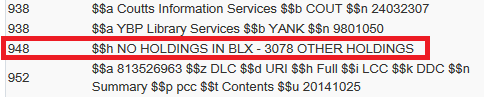 938 $$a Coutts Information Services $$b COUT $$n 24032307
938 $$a YBP Library Services $$b YANK $$n 9801050
948 $$h NO HOLDINGS IN BLX - 3078 OTHER HOLDINGS
952 $$a 813526963 $$z DLC $$d URI $$h Full $$i LCC $$k DDC $$n
Summary $$p pcc $$t Contents $$u 20141025